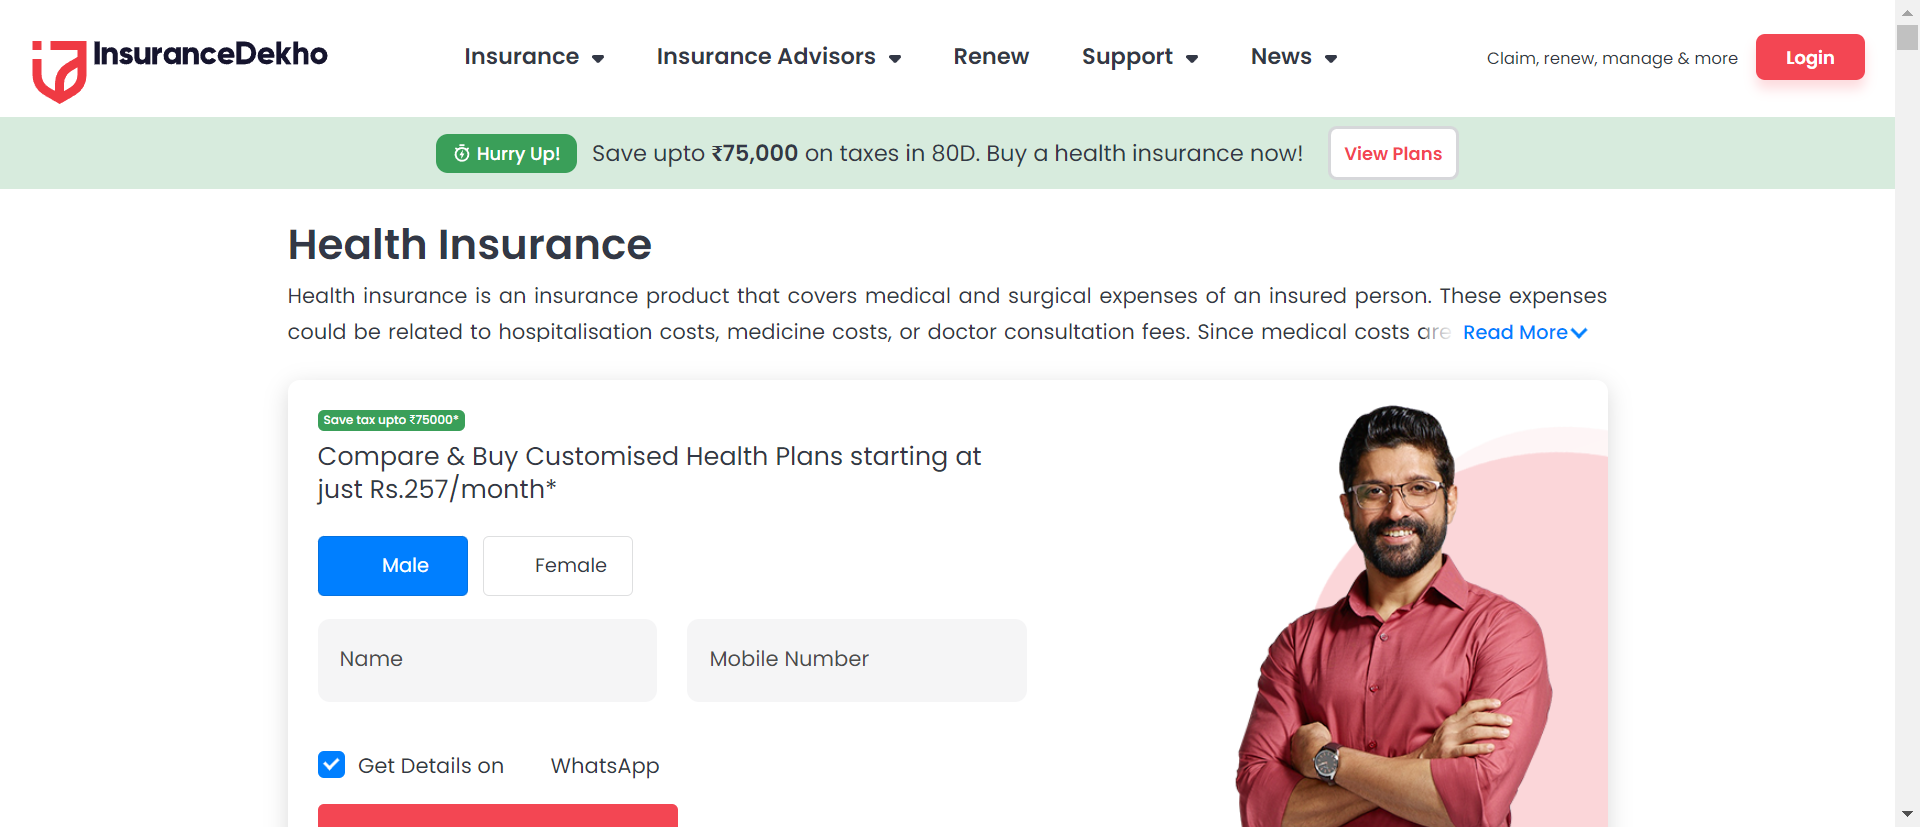 InsuranceDekho
Insurance
Insurance Advisors
Renew
Support
News
Claim, renew, manage & more
Login
Hurry Up!
Save upto ₹75,000 on taxes in 80D. Buy a health insurance now!
View Plans
Health Insurance
Health insurance is an insurance product that covers medical and surgical expenses of an insured person. These expenses
could be related to hospitalisation costs, medicine costs, or doctor consultation fees. Since medical costs are Read More
Save tax upto ₹75000*
Compare & Buy Customised Health Plans starting at
just Rs.257/month*
Male
Female
Name
Mobile Number
Get Details on WhatsApp